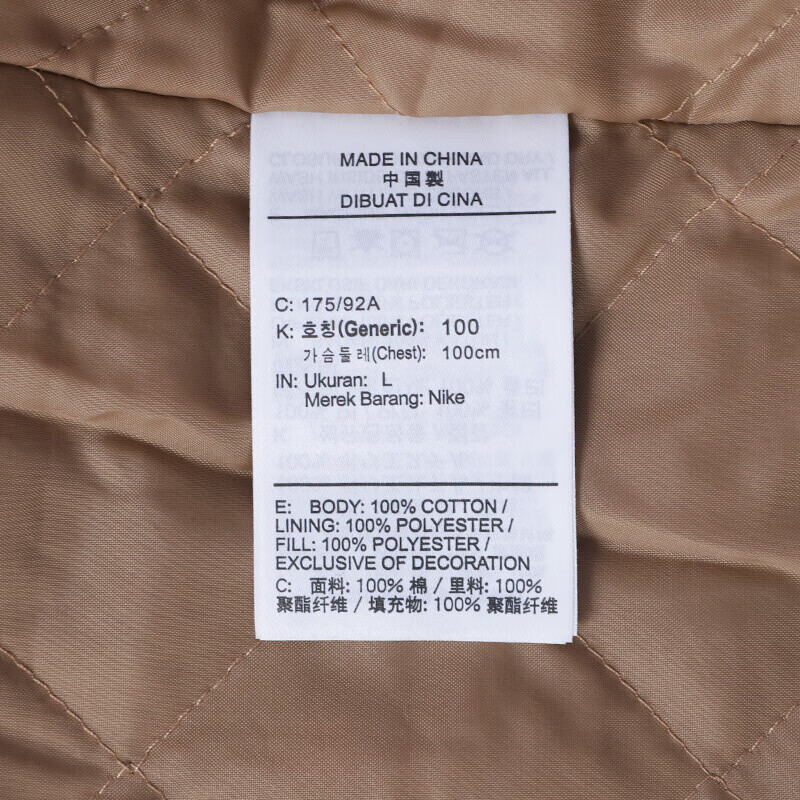 MADE IN CHINA
中国製
DIBUAT DI CINA
C: 175/92A
K: 호칭(Generic): 100
가슴둘레(Chest): 100cm
IN: Ukuran: L
Merek Barang: Nike
E: BODY: 100% COTTON /
LINING: 100% POLYESTER /
FILL: 100% POLYESTER /
EXCLUSIVE OF DECORATION
C: 面料: 100% 棉 / 里料: 100%
聚酯纤维 / 填充物: 100% 聚酯纤维